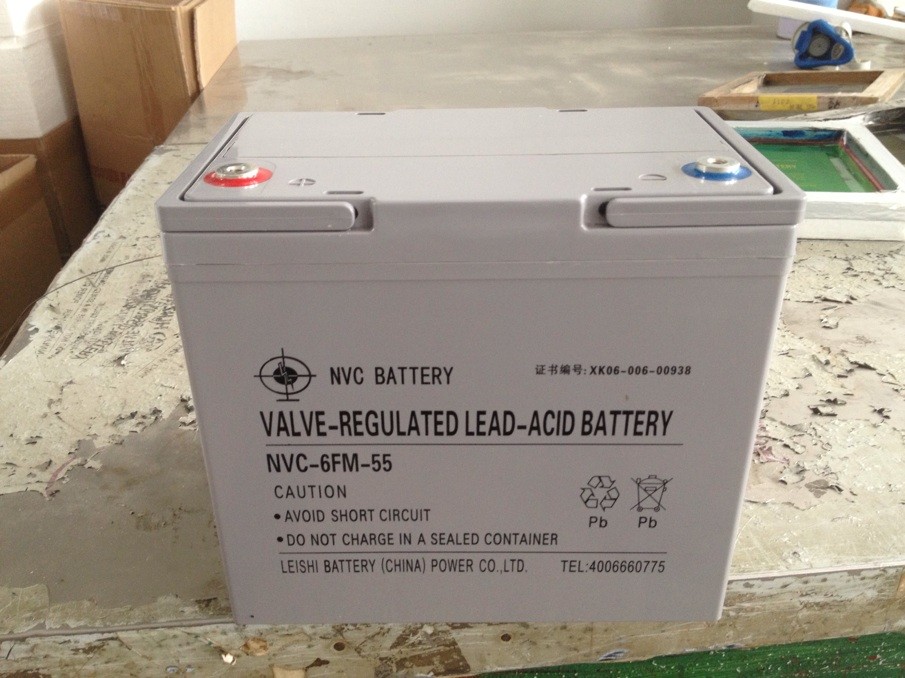 NVC BATTERY
证书编号: XK06-006-00938
VALVE-REGULATED LEAD-ACID BATTERY
NVC-6FM-55
CAUTION
• AVOID SHORT CIRCUIT
• DO NOT CHARGE IN A SEALED CONTAINER
Pb Pb
LEISHI BATTERY (CHINA) POWER CO.,LTD. TEL:4006660775